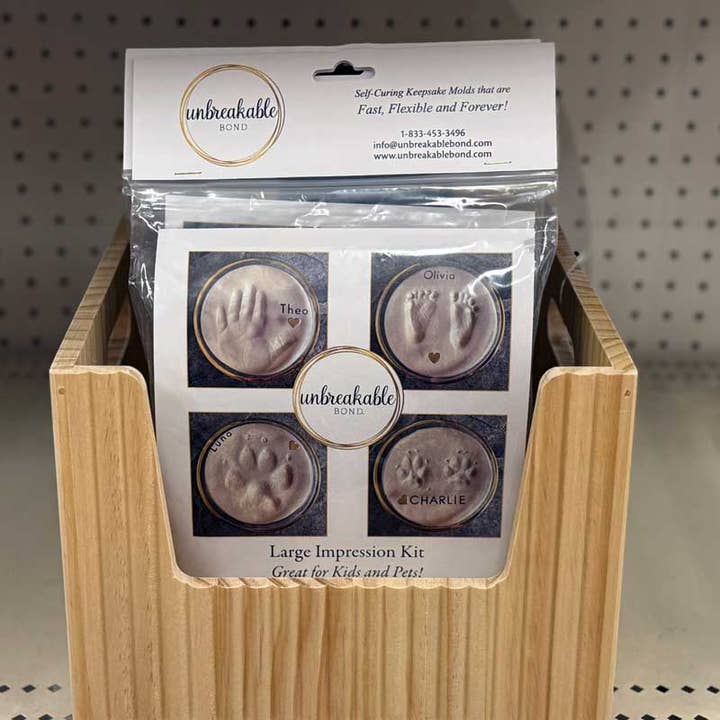 unbreakable
BOND
Self-Curing Keepsake Molds that are
Fast, Flexible and Forever!
1-833-453-3496
info@unbreakablebond.com
www.unbreakablebond.com
Theo
Olivia
unbreakable
BOND
Luna
CHARLIE
Large Impression Kit
Great for Kids and Pets!